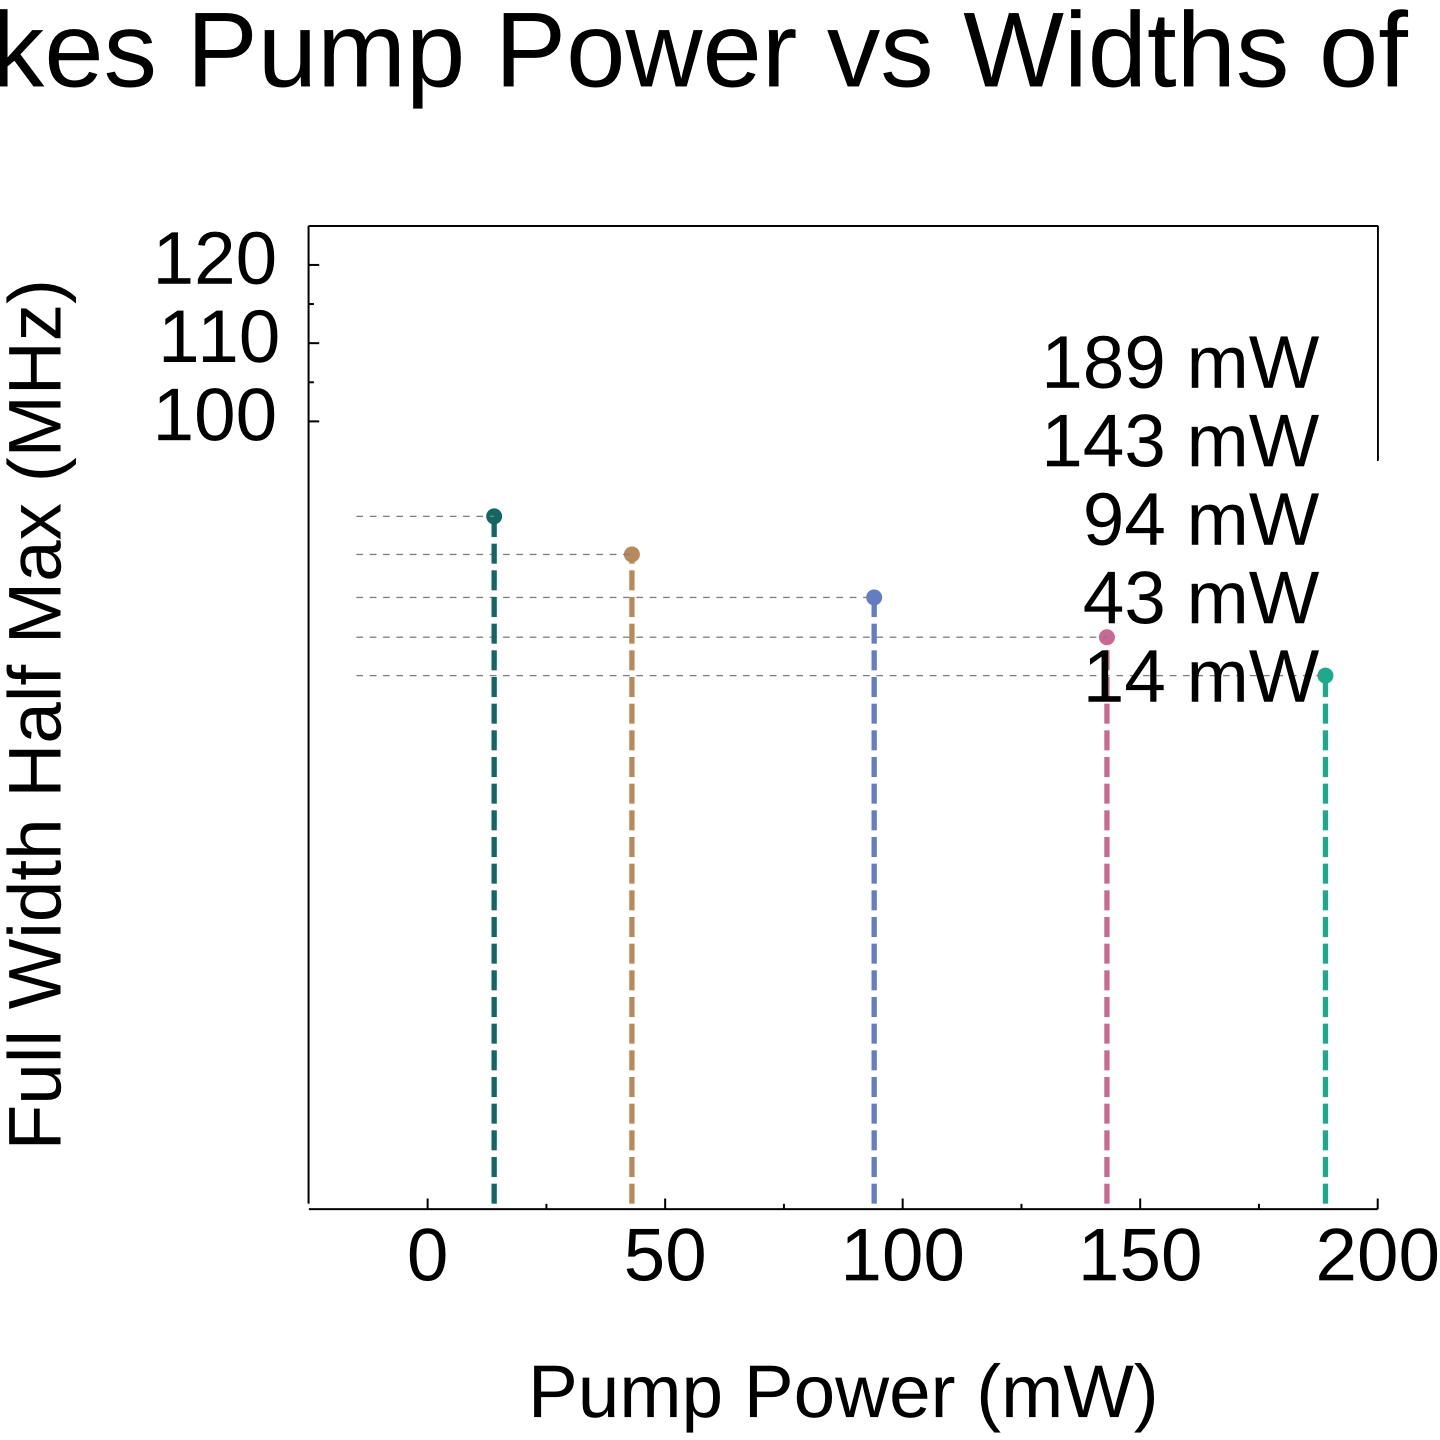 kes Pump Power vs Widths of
Full Width Half Max (MHz)
120
110
100
189 mW
143 mW
94 mW
43 mW
14 mW
0 50 100 150 200
Pump Power (mW)